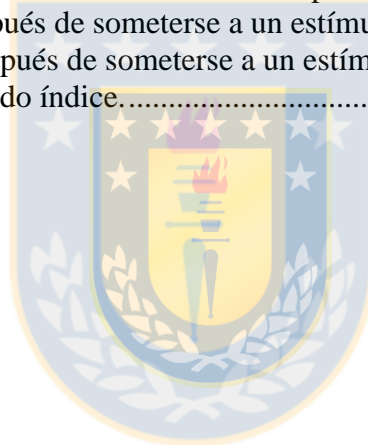 pués de someterse a un estímu
pués de someterse a un estím
do índice.................................